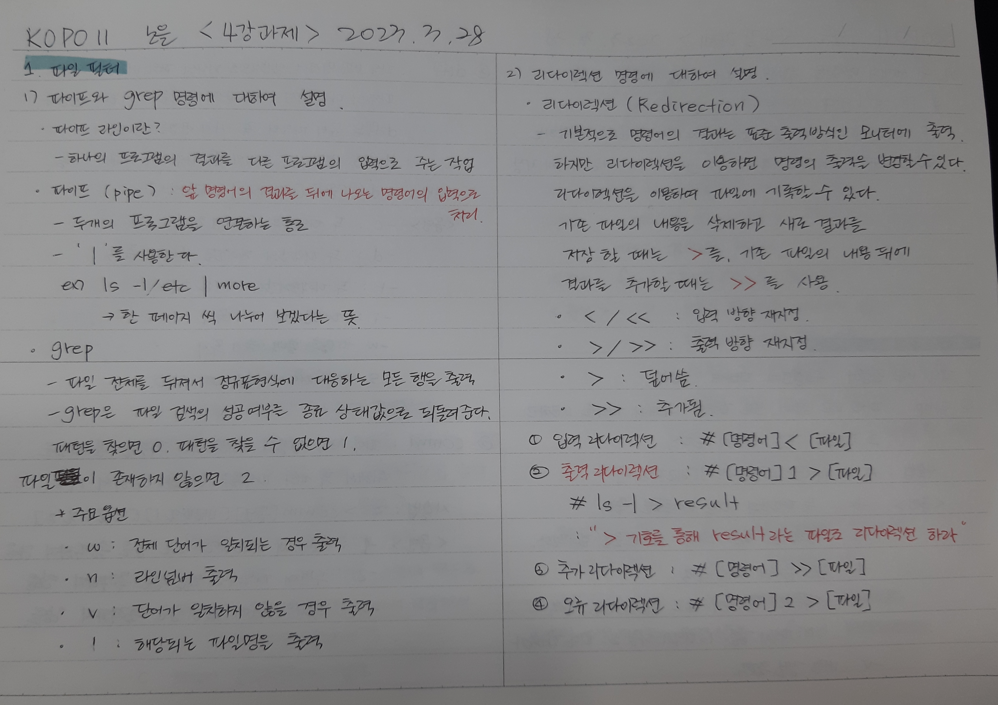 KOPO11 노을 <4강과제> 2023.3.28
1. 파일 필터
1) 파이프와 grep 명령에 대하여 설명.
· 파이프 라인이란?
- 하나의 프로그램의 결과를 다른 프로그램의 입력으로 주는 작업
· 파이프 (pipe) : 앞 명령어의 결과를 뒤에 나오는 명령어의 입력으로
처리.
- 두개의 프로그램을 연결하는 통로
- '|'를 사용한다.
ex) ls -l /etc | more
→ 한 페이지 씩 나누어 보겠다는 뜻
· grep
- 파일 전체를 뒤져서 정규표현식에 대응하는 모든 행을 출력
- grep은 파일 검색의 성공여부를 종료 상태값으로 되돌려준다.
패턴을 찾으면 0. 패턴을 찾을 수 없으면 1.
파일이 존재하지 않으면 2
→ 주요옵션
· w : 전체 단어가 일치되는 경우 출력
· n : 라인넘버 출력
· v : 단어가 일치하지 않을 경우 출력
· l : 해당되는 파일명을 출력
2) 리다이렉션 명령에 대하여 설명.
· 리다이렉션 (Redirection)
- 기본적으로 명령어의 결과는 표준 출력방식인 모니터에 출력.
하지만 리다이렉션을 이용하면 명령의 출력을 변경할 수 있다.
리다이렉션을 이용하여 파일에 기록할 수 있다.
기존 파일의 내용을 삭제하고 새로 결과를
저장 할 때는 >를, 기존 파일의 내용 뒤에
결과를 추가할 때는 >>를 사용.
· < / << : 입력 방향 재지정.
· > / >> : 출력 방향 재지정.
· > : 덮어씀
· >> : 추가됨.
① 입력 리다이렉션 : # [명령어] < [파일]
② 출력 리다이렉션 : # [명령어] 1 > [파일]
# ls -l > result
: "> 기호를 통해 result라는 파일로 리다이렉션 하라"
③ 추가 리다이렉션 : # [명령어] >> [파일]
④ 오류 리다이렉션 : # [명령어] 2 > [파일]